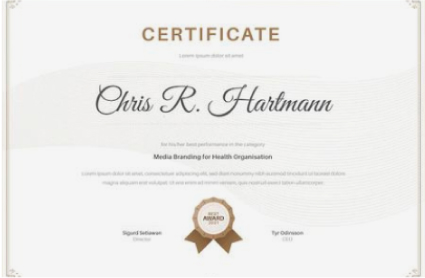 CERTIFICATE
Lorem ipsum dolor sit amet
Chris R. Hartmann
for his/her best performance in the category
Media Branding for Health Organisation
Lorem ipsum dolor sit amet, consectetuer adipiscing elit, sed diam nonummy nibh euismod tincidunt ut laoreet dolore
magna aliquam erat volutpat. Ut wisi enim ad minim veniam, quis nostrud exerci tation ullamcorper.
BEST
AWARD
Sigurd Setiawan
Tyr Odinsson
Director
CEO